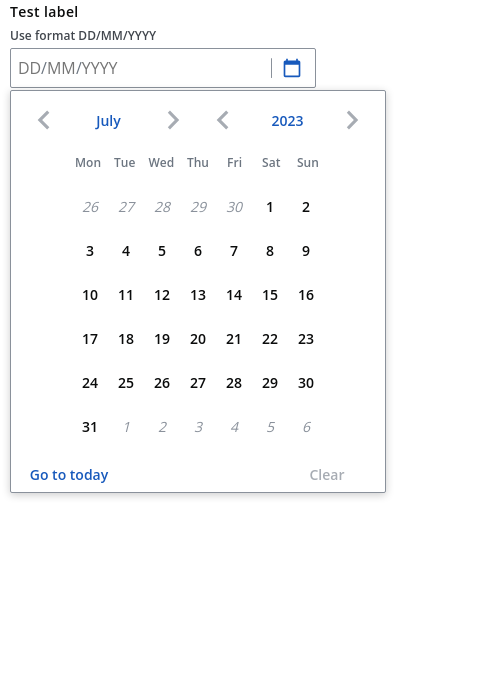 Test label
Use format DD/MM/YYYY
DD/MM/YYYY
July 2023
Mon Tue Wed Thu Fri Sat Sun
26 27 28 29 30 1 2
3 4 5 6 7 8 9
10 11 12 13 14 15 16
17 18 19 20 21 22 23
24 25 26 27 28 29 30
31 1 2 3 4 5 6
Go to today Clear